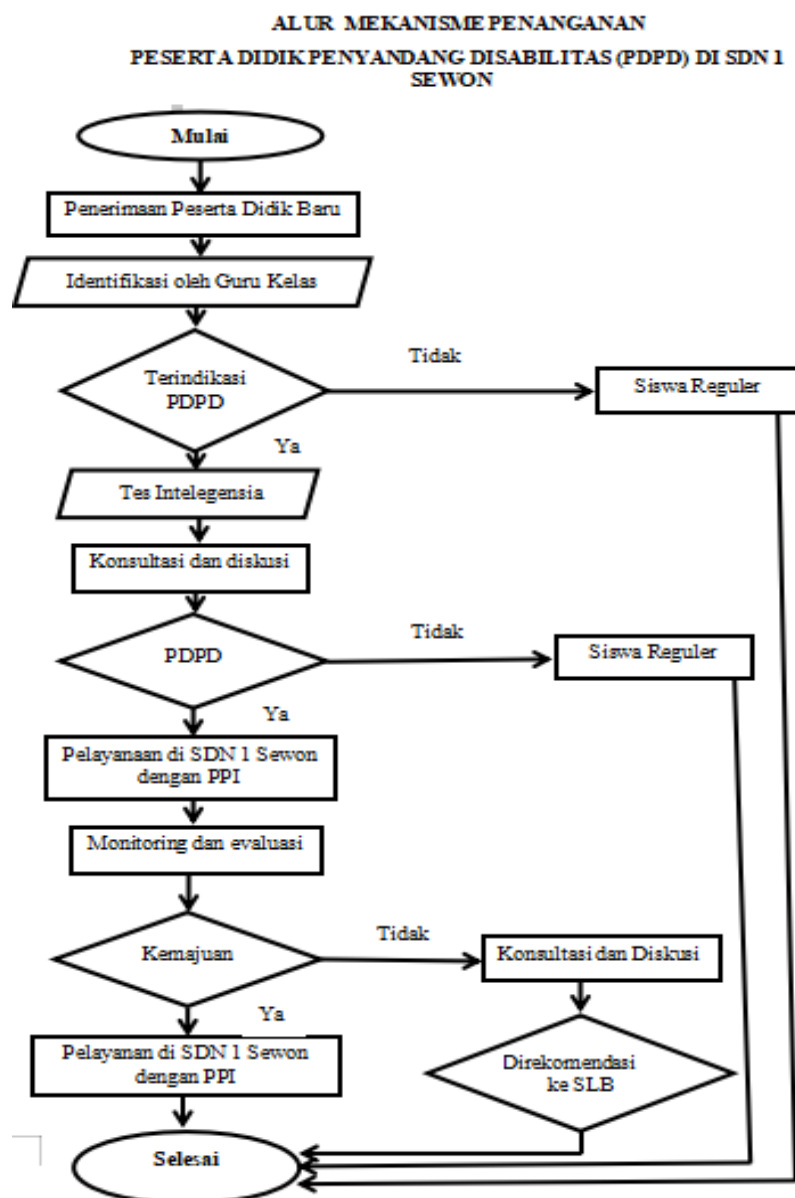 ALUR MEKANISME PENANGANAN
PESERTA DIDIK PENYANDANG DISABILITAS (PDPD) DI SDN 1
SEWON
Mulai
Penerimaan Peserta Didik Baru
Identifikasi oleh Guru Kelas
Terindikasi
PDPD
Tidak
Siswa Reguler
Ya
Tes Intelegensia
Konsultasi dan diskusi
PDPD
Tidak
Siswa Reguler
Ya
Pelayanaan di SDN 1 Sewon
dengan PPI
Monitoring dan evaluasi
Kemajuan
Tidak
Konsultasi dan Diskusi
Ya
Pelayanan di SDN 1 Sewon
dengan PPI
Direkomendasi
ke SLB
Selesai